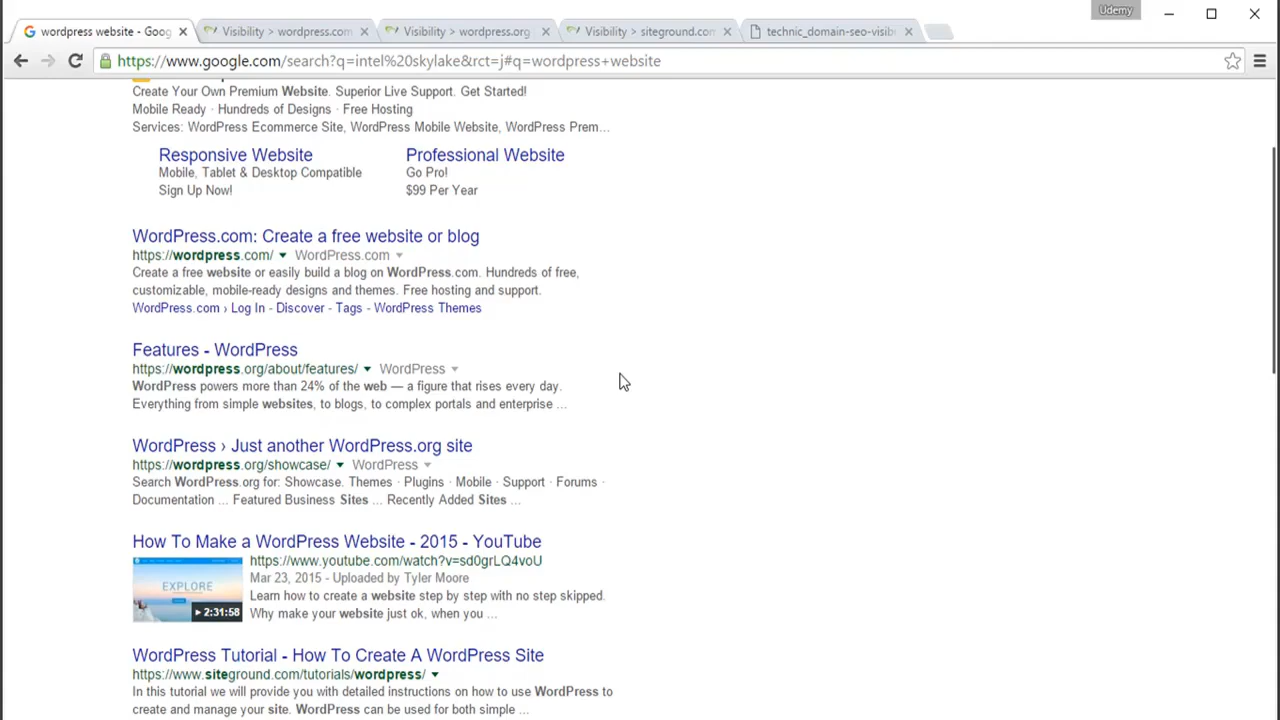 Udemy
wordpress website - Goog
Visibility > wordpress.com
Visibility > wordpress.org
Visibility > siteground.com
technic_domain-seo-visib
https://www.google.com/search?q=intel%20skylake&rct=j#q=wordpress+website
Create Your Own Premium Website. Superior Live Support. Get Started!
Mobile Ready · Hundreds of Designs · Free Hosting
Services: WordPress Ecommerce Site, WordPress Mobile Website, WordPress Prem...
Responsive Website
Mobile, Tablet & Desktop Compatible
Sign Up Now!
Professional Website
Go Pro!
$99 Per Year
WordPress.com: Create a free website or blog
https://wordpress.com/ ▼ WordPress.com ▼
Create a free website or easily build a blog on WordPress.com. Hundreds of free,
customizable, mobile-ready designs and themes. Free hosting and support.
WordPress.com › Log In - Discover - Tags - WordPress Themes
Features - WordPress
https://wordpress.org/about/features/ ▼ WordPress ▼
WordPress powers more than 24% of the web — a figure that rises every day.
Everything from simple websites, to blogs, to complex portals and enterprise ...
WordPress › Just another WordPress.org site
https://wordpress.org/showcase/ ▼ WordPress ▼
Search WordPress.org for: Showcase. Themes · Plugins · Mobile · Support · Forums ·
Documentation ... Featured Business Sites ... Recently Added Sites ...
How To Make a WordPress Website - 2015 - YouTube
https://www.youtube.com/watch?v=sd0grLQ4voU
Mar 23, 2015 - Uploaded by Tyler Moore
Learn how to create a website step by step with no step skipped.
Why make your website just ok, when you ...
EXPLORE
2:31:58
WordPress Tutorial - How To Create A WordPress Site
https://www.siteground.com/tutorials/wordpress/ ▼
In this tutorial we will provide you with detailed instructions on how to use WordPress to
create and manage your site. WordPress can be used for both simple ...